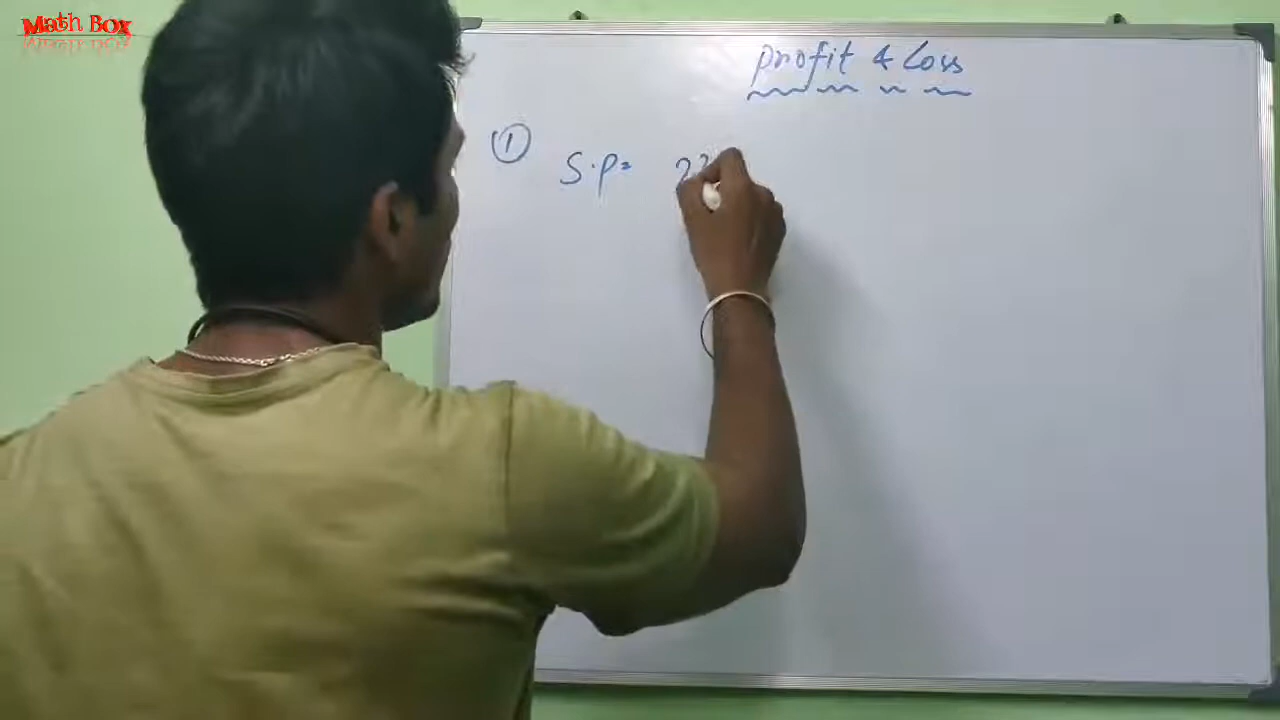 Math Box
Profit & Loss
① S.P=